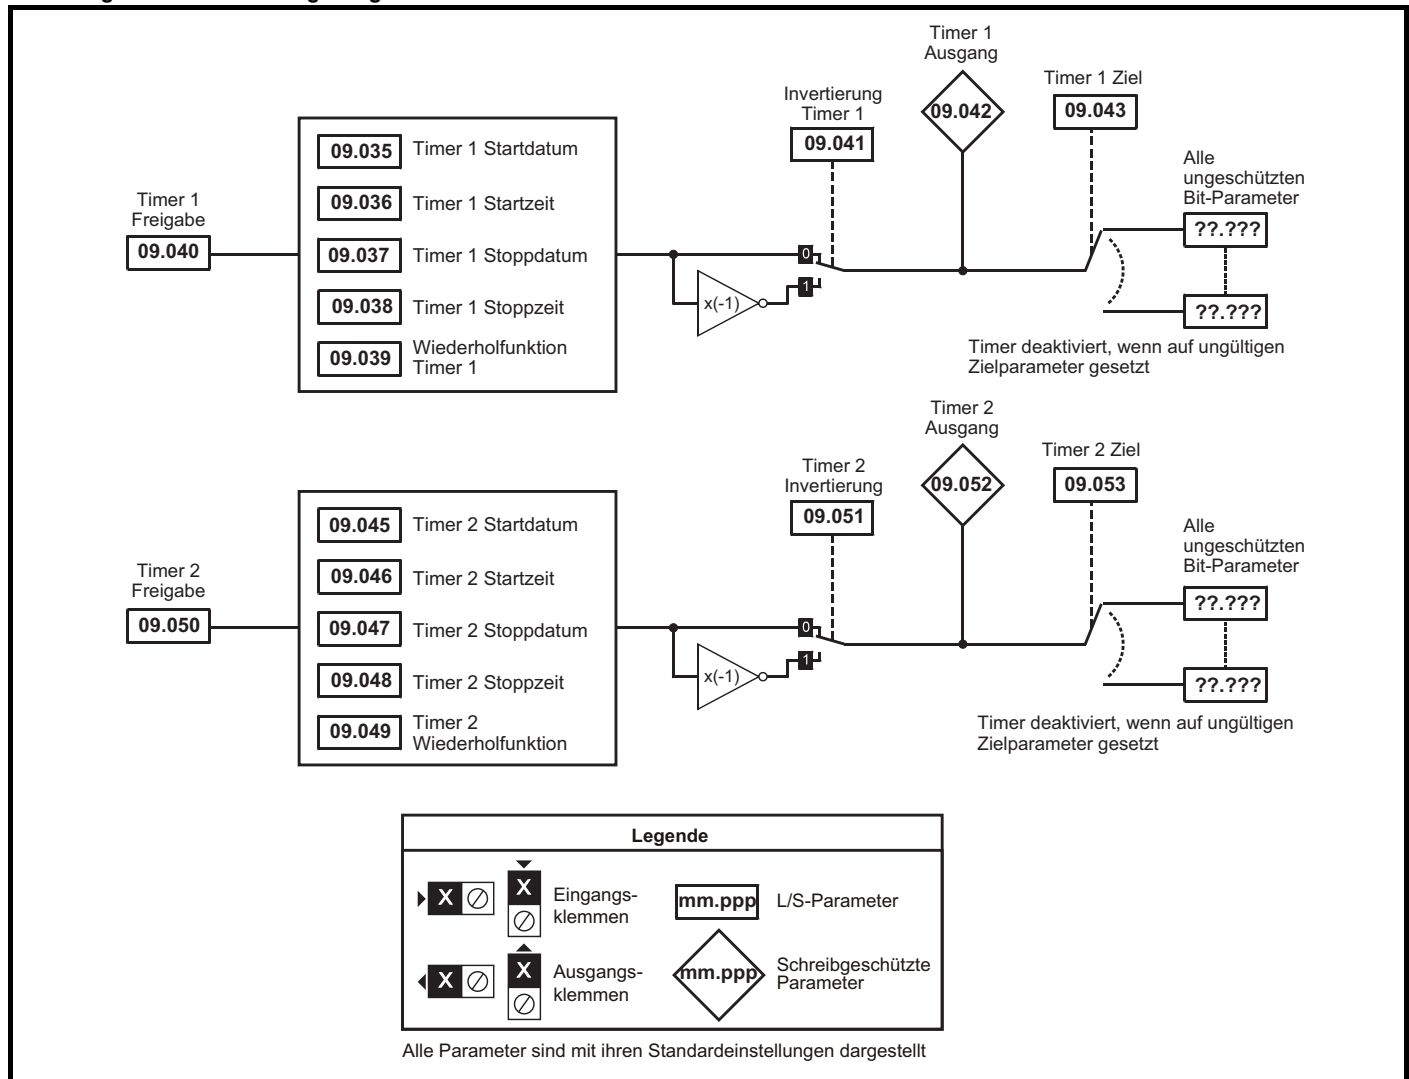 Timer 1
Ausgang
09.042
Timer 1 Ziel
09.043
Invertierung
Timer 1
09.041
Timer 1
Freigabe
09.040
09.035 Timer 1 Startdatum
09.036 Timer 1 Startzeit
09.037 Timer 1 Stoppdatum
09.038 Timer 1 Stoppzeit
09.039 Wiederholfunktion
Timer 1
x(-1)
0
1
Alle
ungeschützten
Bit-Parameter
??.???
??.???
Timer deaktiviert, wenn auf ungültigen
Zielparameter gesetzt
Timer 2
Ausgang
09.052
Timer 2 Ziel
09.053
Timer 2
Invertierung
09.051
Timer 2
Freigabe
09.050
09.045 Timer 2 Startdatum
09.046 Timer 2 Startzeit
09.047 Timer 2 Stoppdatum
09.048 Timer 2 Stoppzeit
09.049 Timer 2
Wiederholfunktion
x(-1)
0
1
Alle
ungeschützten
Bit-Parameter
??.???
??.???
Timer deaktiviert, wenn auf ungültigen
Zielparameter gesetzt
Legende
X
X
Eingangs-
klemmen
mm.ppp L/S-Parameter
X
X
Ausgangs-
klemmen
mm.ppp Schreibgeschützte
Parameter
Alle Parameter sind mit ihren Standardeinstellungen dargestellt